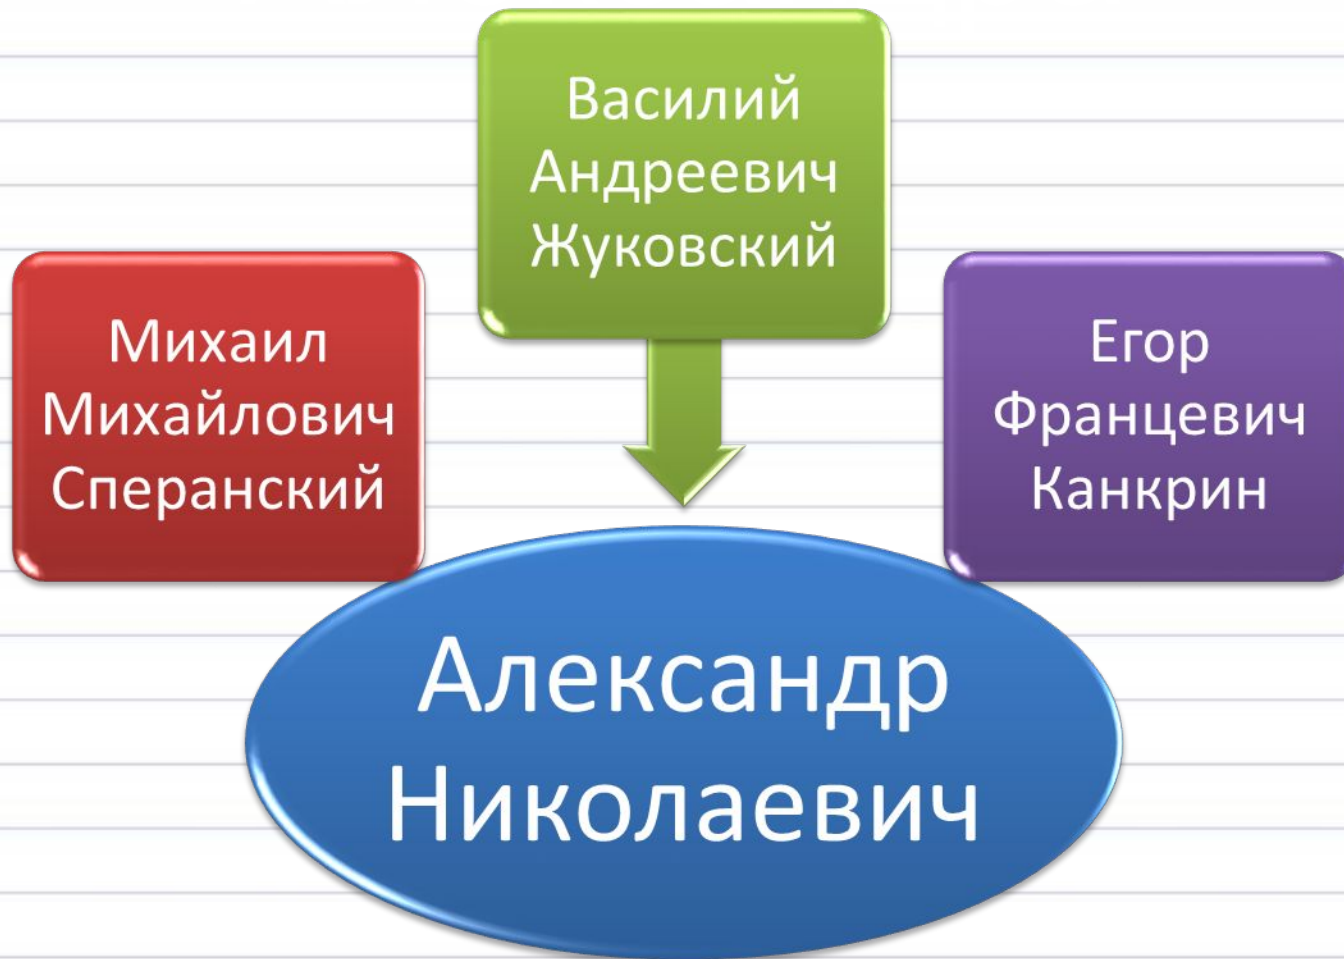 Василий
Андреевич
Жуковский
Михаил
Михайлович
Сперанский
Егор
Францевич
Канкрин
Александр
Николаевич